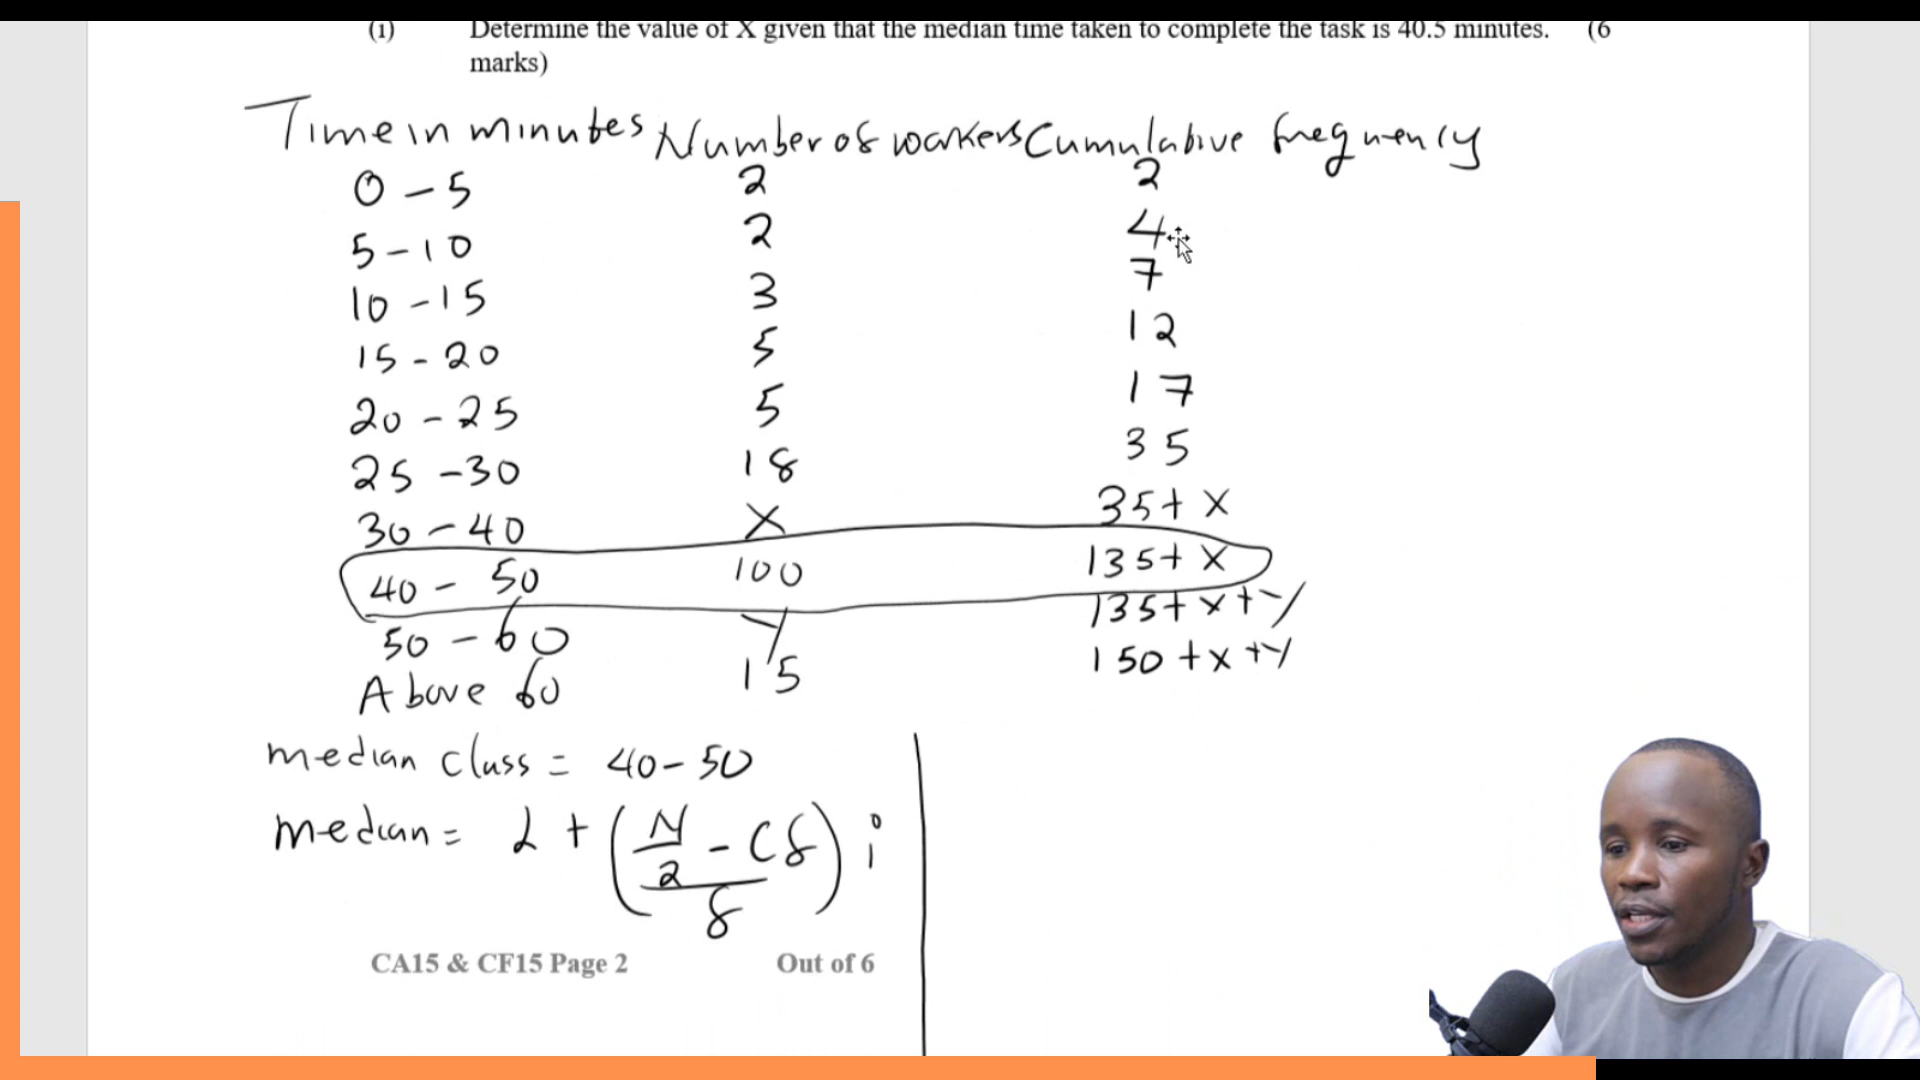 (i) Determine the value of X given that the median time taken to complete the task is 40.5 minutes. (6
marks)
Time in minutes Number of workers Cumulative frequency
0 - 5 2 2
5 - 10 2 4
10 - 15 3 7
15 - 20 5 12
20 - 25 5 17
25 - 30 18 35
30 - 40 X 35 + X
40 - 50 100 135 + X
50 - 60 Y 135 + X + Y
Above 60 15 150 + X + Y
median class = 40 - 50
median = L + (N/2 - Cf / f) i
CA15 & CF15 Page 2 Out of 6